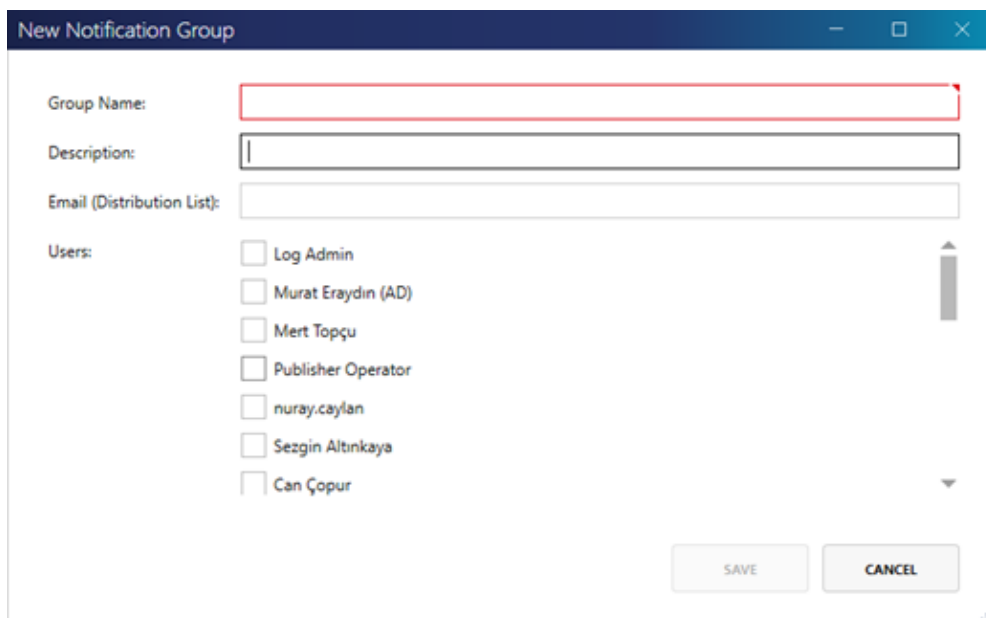 New Notification Group
Group Name:
Description:
Email (Distribution List):
Users:
Log Admin
Murat Eraydın (AD)
Mert Topçu
Publisher Operator
nuray.caylan
Sezgin Altınkaya
Can Çopur
SAVE
CANCEL